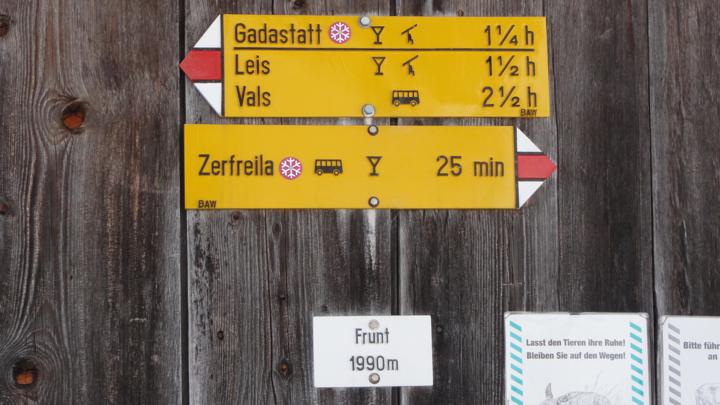 Gadastatt 1¼ h
Leis 1½ h
Vals 2½ h
BAW
Zerfreila 25 min
BAW
Frunt
1990m
Lasst den Tieren ihre Ruhe!
Bleiben Sie auf den Wegen!
Bitte
an